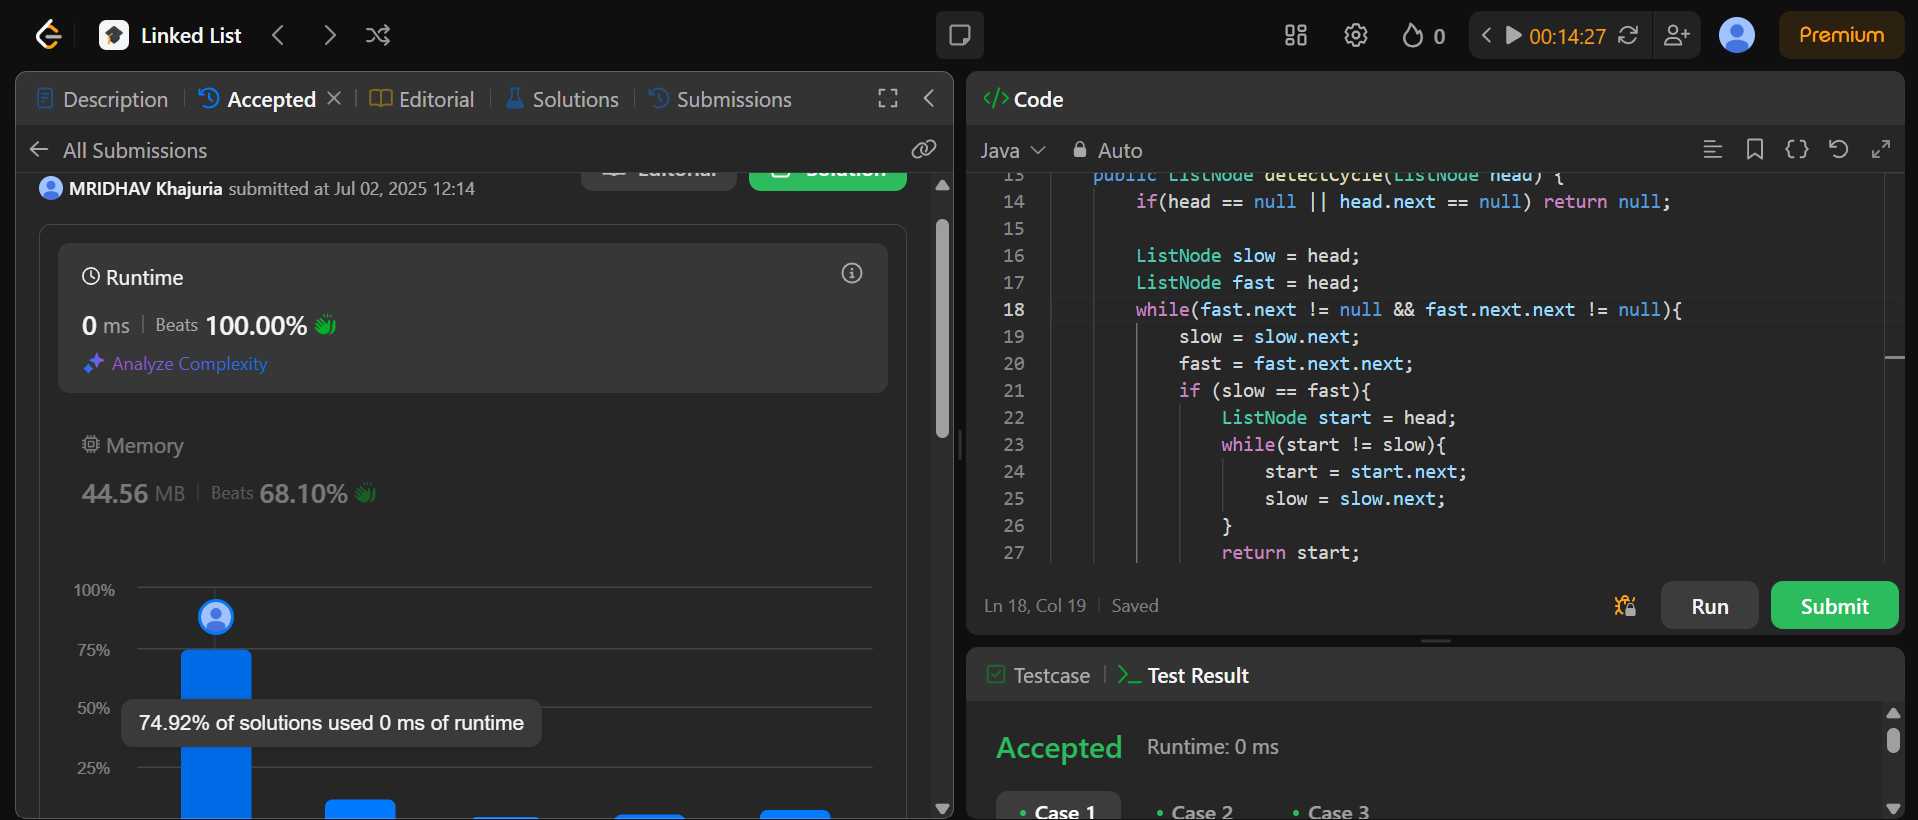 Linked List
0
00:14:27
Premium
Description
Accepted
Editorial
Solutions
Submissions
All Submissions
MRIDHAV Khajuria submitted at Jul 02, 2025 12:14
Editorial
Solution
Runtime
0 ms
Beats 100.00%
Analyze Complexity
Memory
44.56 MB
Beats 68.10%
100%
75%
50%
25%
74.92% of solutions used 0 ms of runtime
</> Code
Java
Auto
13 public ListNode detectCycle(ListNode head) {
14 if(head == null || head.next == null) return null;
15
16 ListNode slow = head;
17 ListNode fast = head;
18 while(fast.next != null && fast.next.next != null){
19 slow = slow.next;
20 fast = fast.next.next;
21 if (slow == fast){
22 ListNode start = head;
23 while(start != slow){
24 start = start.next;
25 slow = slow.next;
26 }
27 return start;
Ln 18, Col 19
Saved
Run
Submit
Testcase
Test Result
Accepted
Runtime: 0 ms
Case 1
Case 2
Case 3